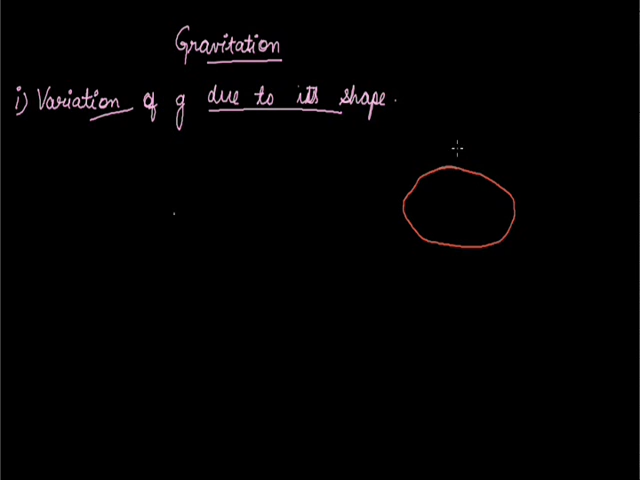 Gravitation
i) Variation of g due to its shape.